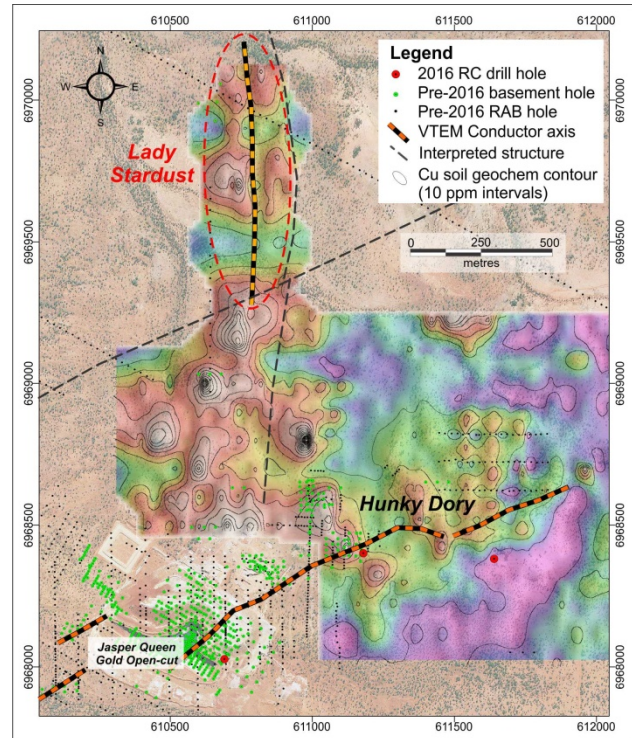 610500 611000 611500 612000
N
W E
S
Legend
2016 RC drill hole
Pre-2016 basement hole
Pre-2016 RAB hole
VTEM Conductor axis
Interpreted structure
Cu soil geochem contour
(10 ppm intervals)
6970000
Lady
Stardust
6969500
0 250 500
metres
6969000
6968500
Hunky Dory
Jasper Queen
Gold Open-cut
6968000
610500 611000 611500 612000
6970000
6969500
6969000
6968500
6968000